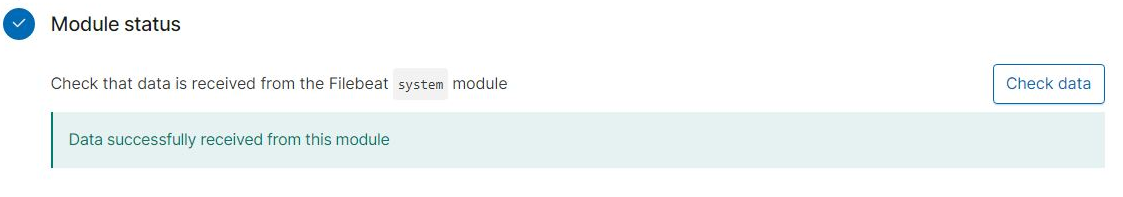 Module status
Check that data is received from the Filebeat system module
Check data
Data successfully received from this module